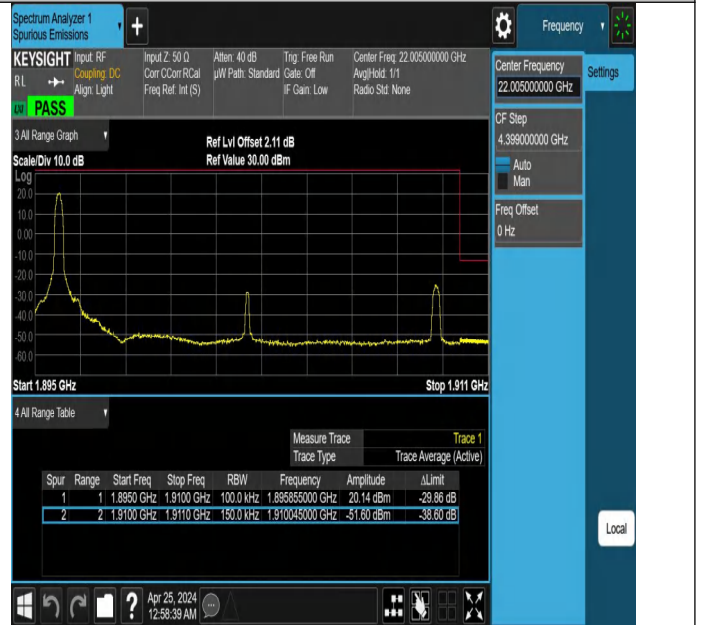 Spectrum Analyzer 1
Spurious Emissions
Frequency
KEYSIGHT
RL
Input: RF
Coupling: DC
Align: Light
Input Z: 50 Ω
Corr CCorr RCal
Freq Ref: Int (S)
Atten: 40 dB
µW Path: Standard
Trig: Free Run
Gate: Off
IF Gain: Low
Center Freq: 22.005000000 GHz
Avg|Hold: 1/1
Radio Std: None
PASS
Center Frequency
22.005000000 GHz
Settings
CF Step
4.399000000 GHz
Auto
Man
Freq Offset
0 Hz
3 All Range Graph
Scale/Div 10.0 dB
Ref Lvl Offset 2.11 dB
Ref Value 30.00 dBm
Log
20.0
10.0
0.00
-10.0
-20.0
-30.0
-40.0
-50.0
-60.0
Start 1.895 GHz
Stop 1.911 GHz
4 All Range Table
Measure Trace Trace 1
Trace Type Trace Average (Active)
Spur Range Start Freq Stop Freq RBW Frequency Amplitude ΔLimit
1 1 1.8950 GHz 1.9100 GHz 100.0 kHz 1.895855000 GHz 20.14 dBm -29.86 dB
2 2 1.9100 GHz 1.9110 GHz 150.0 kHz 1.910045000 GHz -51.60 dBm -38.60 dB
Local
?
Apr 25, 2024
12:58:39 AM